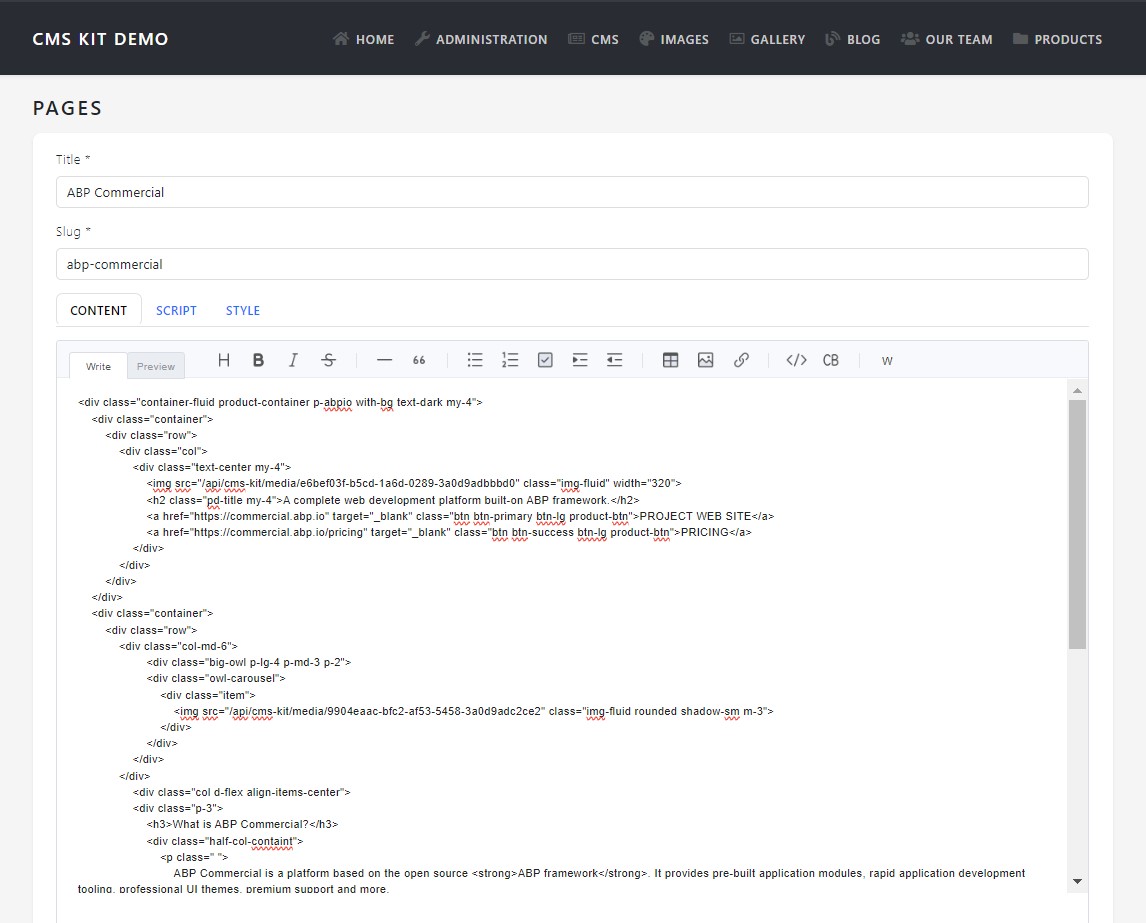 CMS KIT DEMO HOME ADMINISTRATION CMS IMAGES GALLERY BLOG OUR TEAM PRODUCTS
PAGES
Title *
ABP Commercial
Slug *
abp-commercial
CONTENT SCRIPT STYLE
Write Preview H B I S 66 </> CB W
<div class="container-fluid product-container p-abpio with-bg text-dark my-4">
<div class="container">
<div class="row">
<div class="col">
<div class="text-center my-4">
<img src="/api/cms-kit/media/e6bef03f-b5cd-1a6d-0289-3a0d9adbbbd0" class="img-fluid" width="320">
<h2 class="pd-title my-4">A complete web development platform built-on ABP framework.</h2>
<a href="https://commercial.abp.io" target="_blank" class="btn btn-primary btn-lg product-btn">PROJECT WEB SITE</a>
<a href="https://commercial.abp.io/pricing" target="_blank" class="btn btn-success btn-lg product-btn">PRICING</a>
</div>
</div>
</div>
</div>
<div class="container">
<div class="row">
<div class="col-md-6">
<div class="big-owl p-lg-4 p-md-3 p-2">
<div class="owl-carousel">
<div class="item">
<img src="/api/cms-kit/media/9904eaac-bfc2-af53-5458-3a0d9adc2ce2" class="img-fluid rounded shadow-sm m-3">
</div>
</div>
</div>
</div>
<div class="col d-flex align-items-center">
<div class="p-3">
<h3>What is ABP Commercial?</h3>
<div class="half-col-containt">
<p class=" ">
ABP Commercial is a platform based on the open source <strong>ABP framework</strong>. It provides pre-built application modules, rapid application development
tooling, professional UI themes, premium support and more.